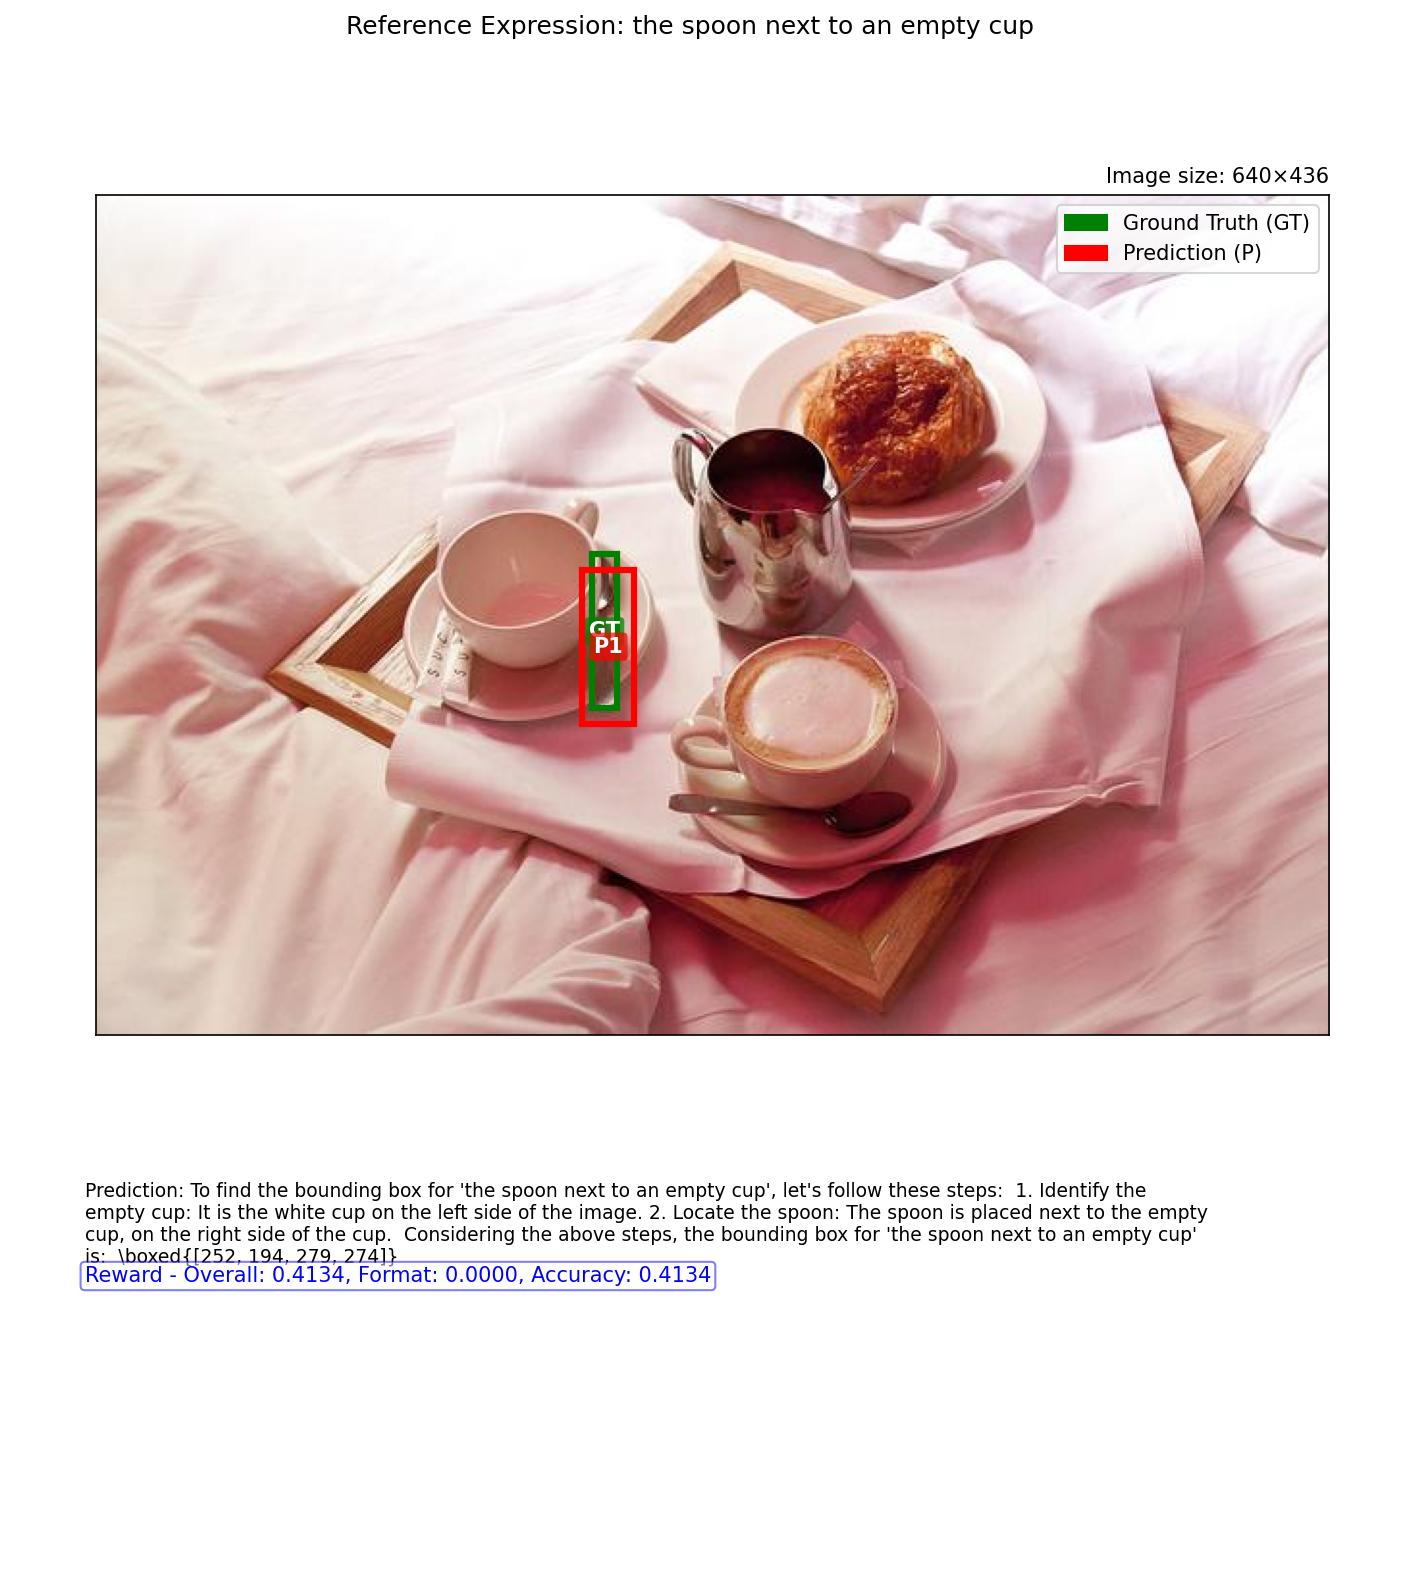 Reference Expression: the spoon next to an empty cup
Image size: 640×436
Ground Truth (GT)
Prediction (P)
GT
P1
Prediction: To find the bounding box for 'the spoon next to an empty cup', let's follow these steps:  1. Identify the
empty cup: It is the white cup on the left side of the image. 2. Locate the spoon: The spoon is placed next to the empty
cup, on the right side of the cup.  Considering the above steps, the bounding box for 'the spoon next to an empty cup'
is:  \boxed{[252, 194, 279, 274]}
Reward - Overall: 0.4134, Format: 0.0000, Accuracy: 0.4134